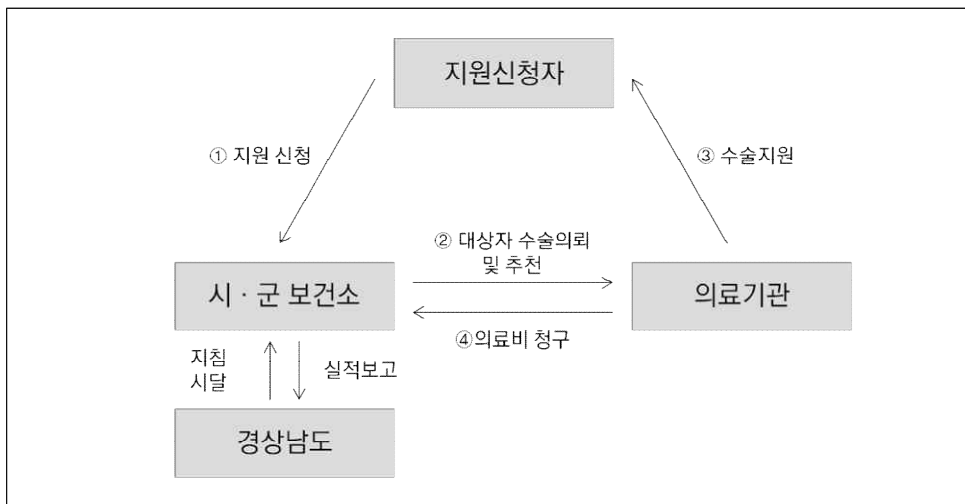 지원신청자
① 지원 신청
③ 수술지원
② 대상자 수술의뢰
및 추천
시 · 군 보건소
의료기관
④의료비 청구
지침
시달
실적보고
경상남도